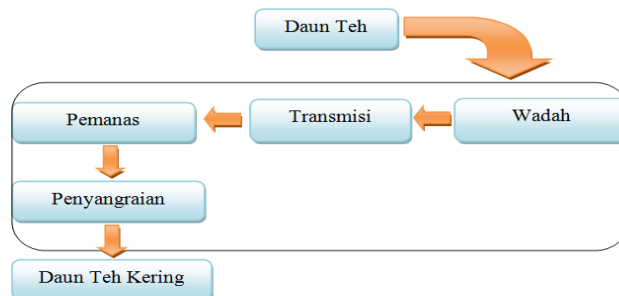 Daun Teh
Wadah
Transmisi
Pemanas
Penyangraian
Daun Teh Kering